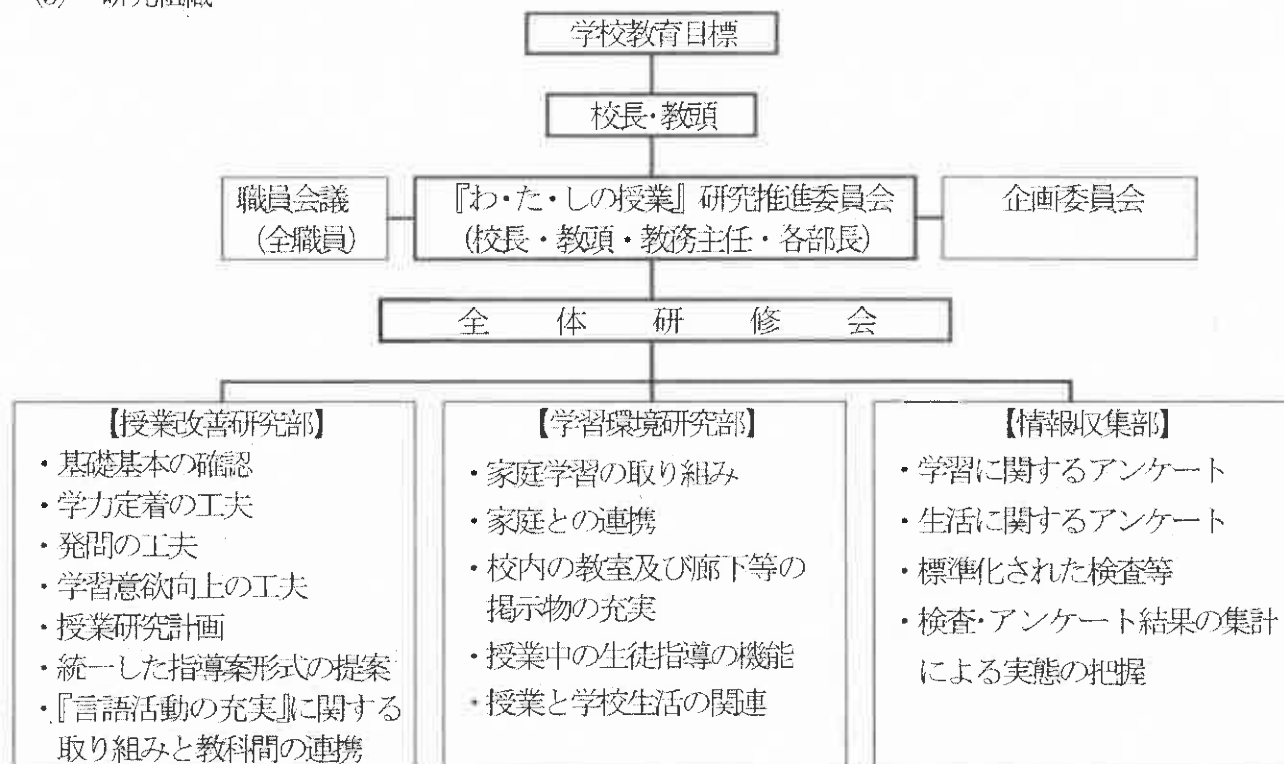 研究組織
学校教育目標
校長・教頭
職員会議
(全職員)
『わ・た・しの授業』研究推進委員会
(校長・教頭・教務主任・各部長)
企画委員会
全 体 研 修 会
【授業改善研究部】
・基礎基本の確認
・学力定着の工夫
・発問の工夫
・学習意欲向上の工夫
・授業研究計画
・統一した指導案形式の提案
・『言語活動の充実』に関する
取り組みと教科間の連携
【学習環境研究部】
・家庭学習の取り組み
・家庭との連携
・校内の教室及び廊下等の
掲示物の充実
・授業中の生徒指導の機能
・授業と学校生活の関連
【情報収集部】
・学習に関するアンケート
・生活に関するアンケート
・標準化された検査等
・検査・アンケート結果の集計
による実態の把握